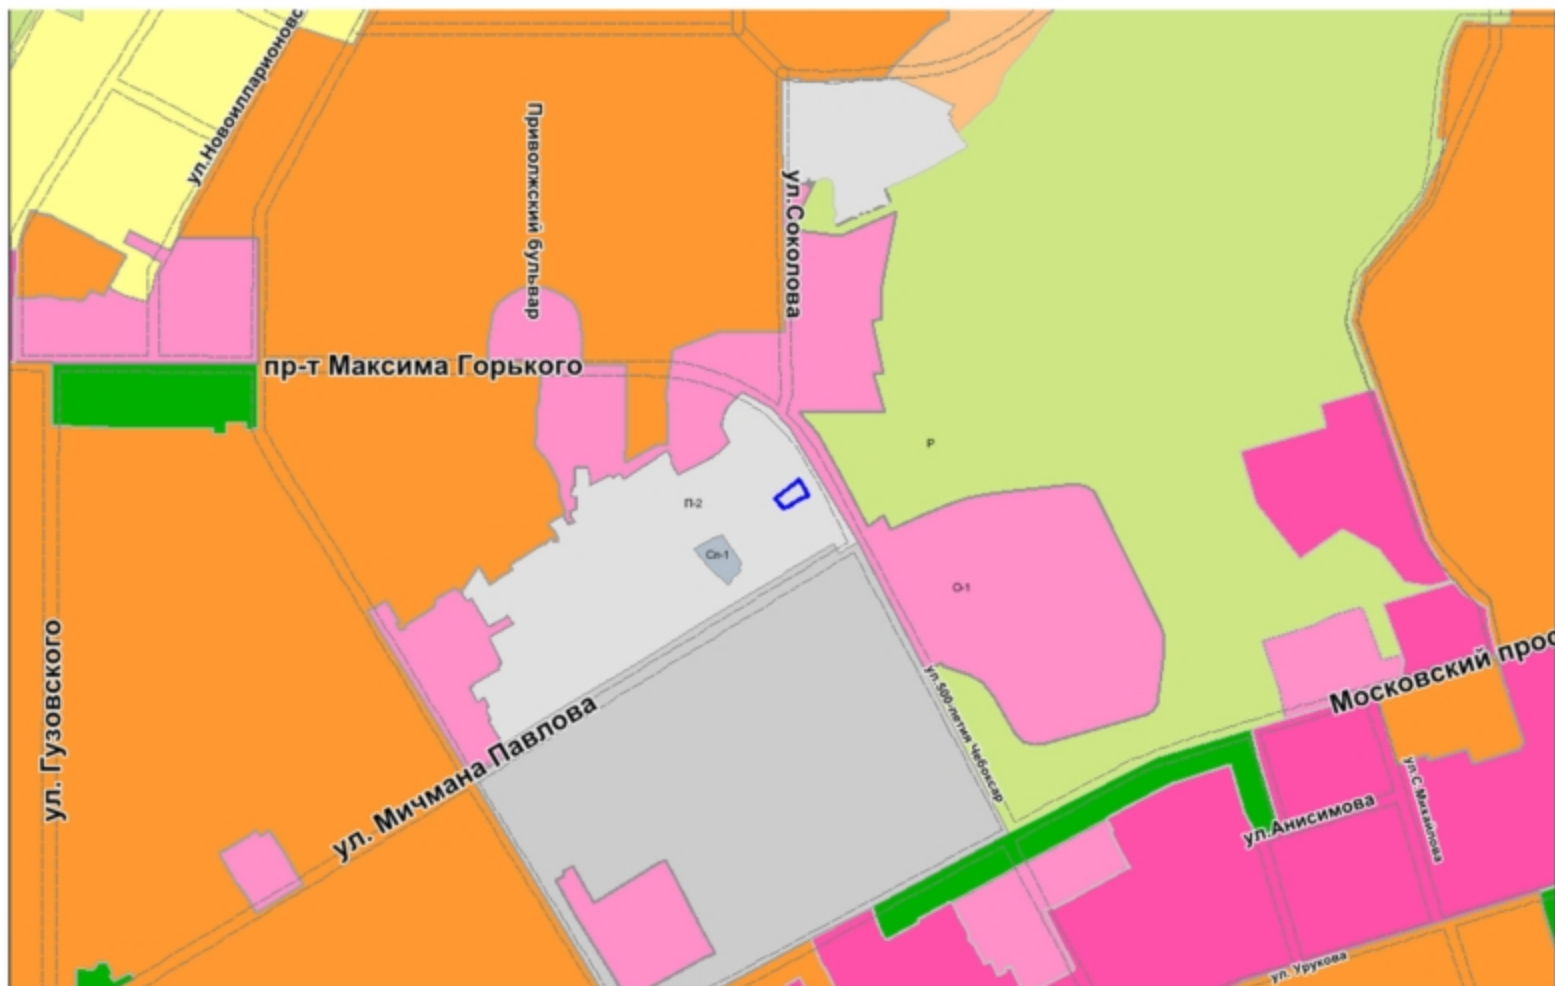 ул.Новоилларионовс
Приволжский бульвар
ул.Соколова
пр-т Максима Горького
Р
П-2
Сп-1
О-1
ул. Гузовского
ул. Мичмана Павлова
ул.500-летия Чебоксар
Московский прос
ул.С.Михайлова
ул.Анисимова
ул. Урукова